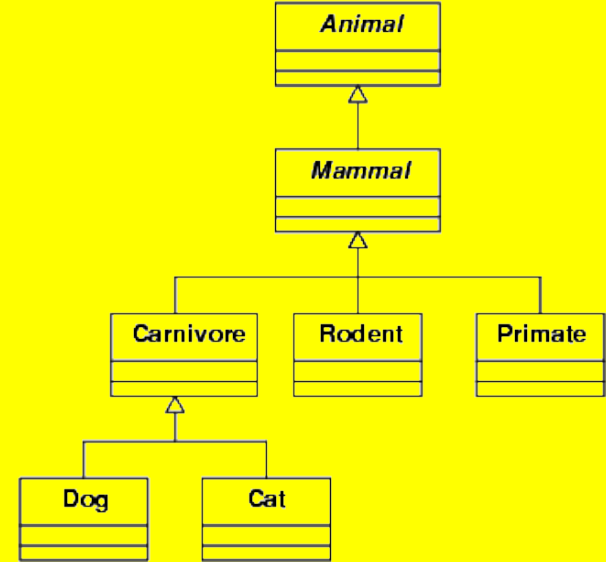 Animal
Mammal
Carnivore
Rodent
Primate
Dog
Cat